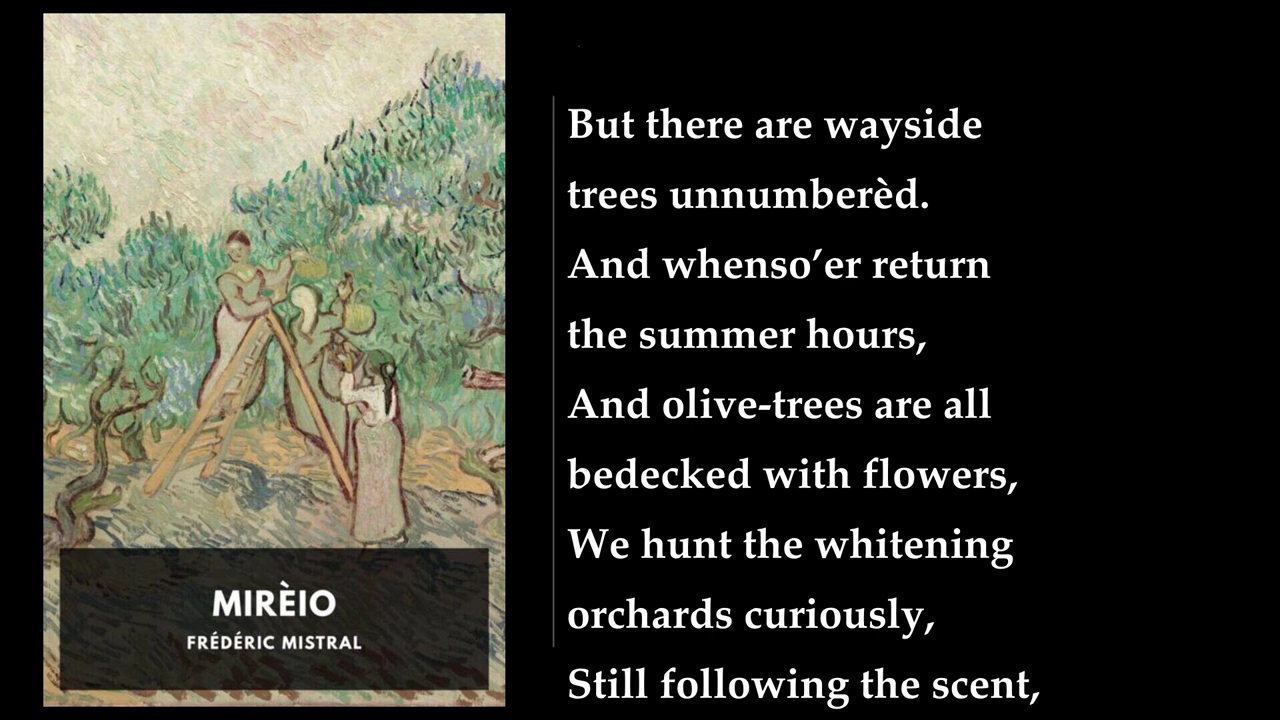 MIRÈIO
FRÉDÉRIC MISTRAL
But there are wayside
trees unnumberèd.
And whenso’er return
the summer hours,
And olive-trees are all
bedecked with flowers,
We hunt the whitening
orchards curiously,
Still following the scent,